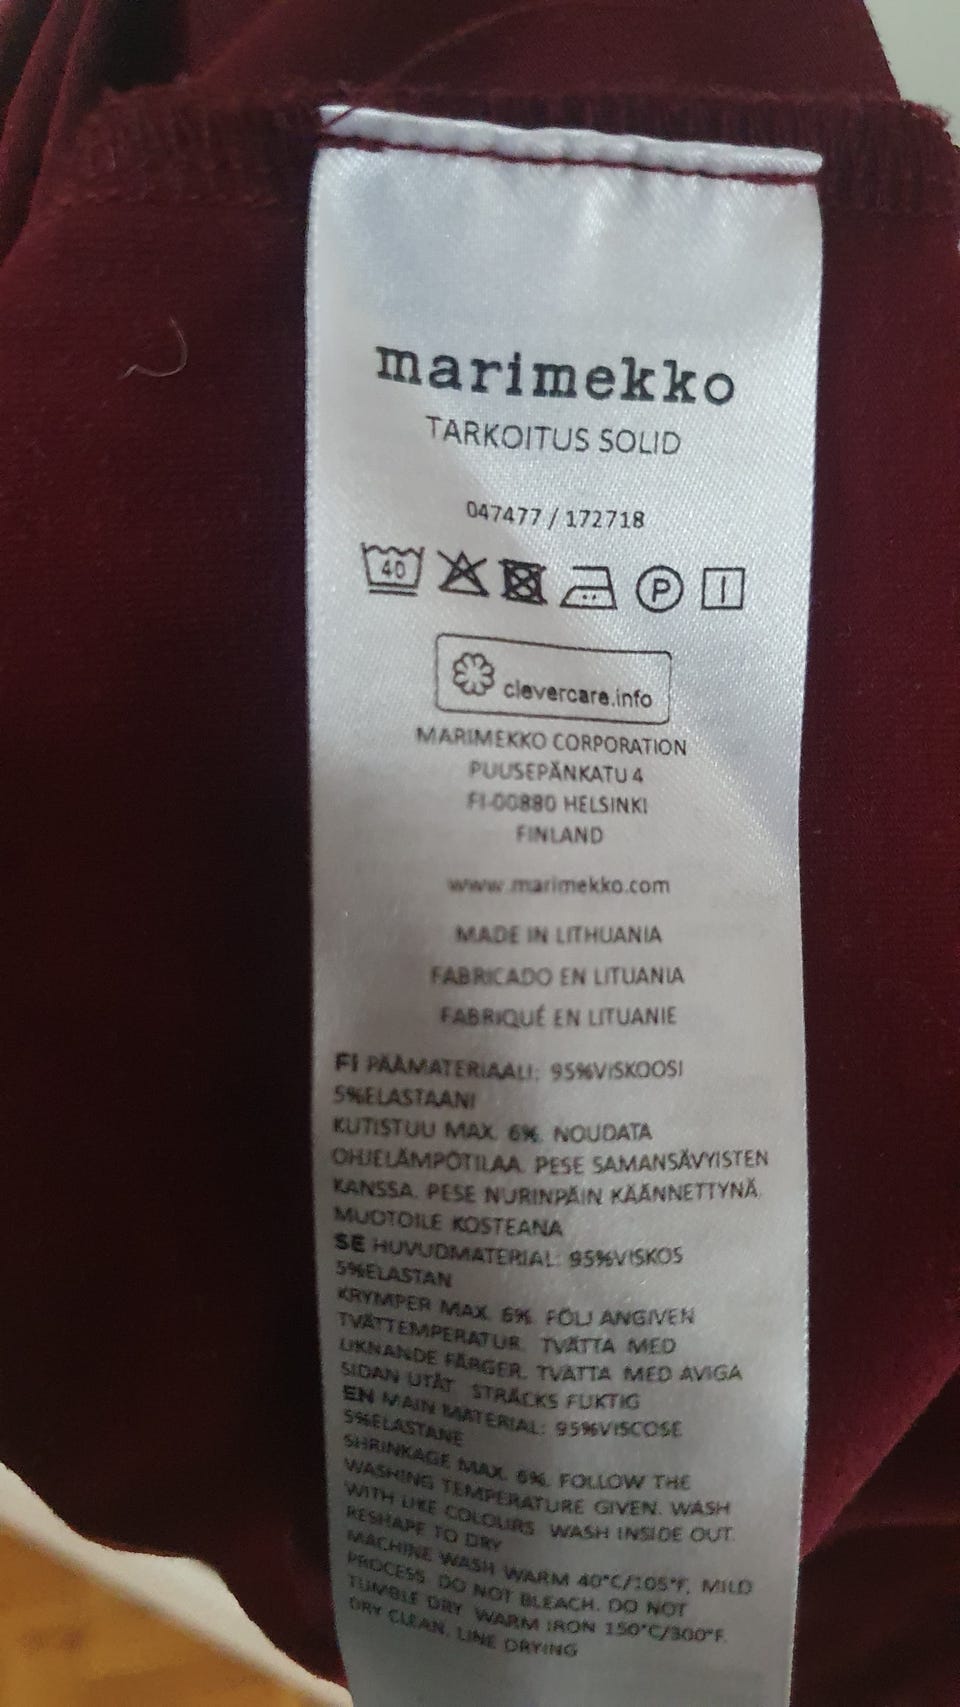 marimekko
TARKOITUS SOLID
047477 / 172718
40 P
clevercare.info
MARIMEKKO CORPORATION
PUUSEPÄNKATU 4
FI-00880 HELSINKI
FINLAND
www.marimekko.com
MADE IN LITHUANIA
FABRICADO EN LITUANIA
FABRIQUÉ EN LITUANIE
FI PÄÄMATERIAALI: 95%VISKOOSI
5%ELASTAANI
KUTISTUU MAX. 6%. NOUDATA
OHJELÄMPÖTILAA. PESE SAMANSÄVYISTEN
KANSSA. PESE NURINPÄIN KÄÄNNETTYNÄ.
MUOTOILE KOSTEANA
SE HUVUDMATERIAL: 95%VISKOS
5%ELASTAN
KRYMPER MAX. 6%. FÖLJ ANGIVEN
TVÄTTEMPERATUR. TVÄTTA MED
LIKNANDE FÄRGER. TVÄTTA MED AVIGA
SIDAN UTÅT. STRÄCKS FUKTIG
EN MAIN MATERIAL: 95%VISCOSE
5%ELASTANE
SHRINKAGE MAX. 6%. FOLLOW THE
WASHING TEMPERATURE GIVEN. WASH
WITH LIKE COLOURS. WASH INSIDE OUT.
RESHAPE TO DRY
MACHINE WASH WARM 40°C/105°F, MILD
PROCESS. DO NOT BLEACH. DO NOT
TUMBLE DRY. WARM IRON 150°C/300°F.
DRY CLEAN. LINE DRYING